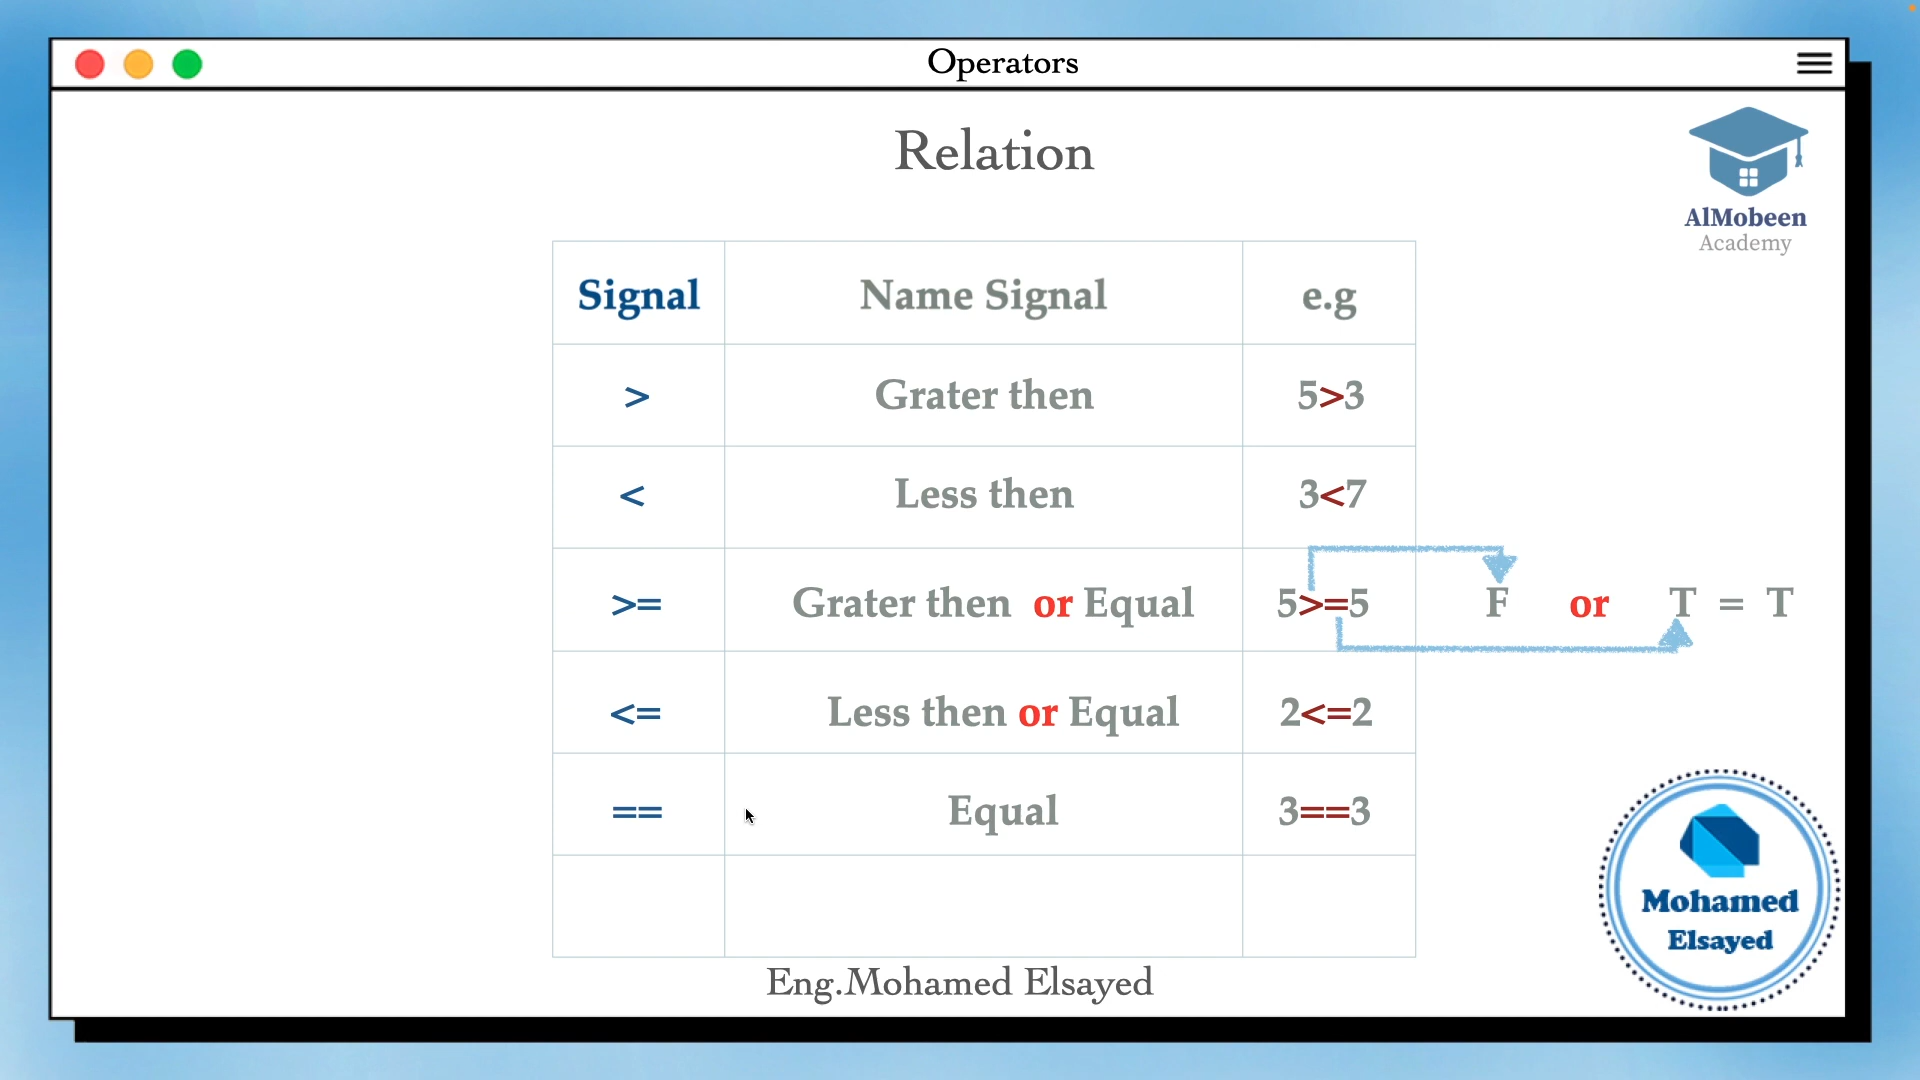 Operators
Relation
AlMobeen
Academy
Signal Name Signal e.g
> Grater then 5>3
< Less then 3<7
>= Grater then or Equal 5>=5 F or T = T
<= Less then or Equal 2<=2
== Equal 3==3
Mohamed
Elsayed
Eng.Mohamed Elsayed